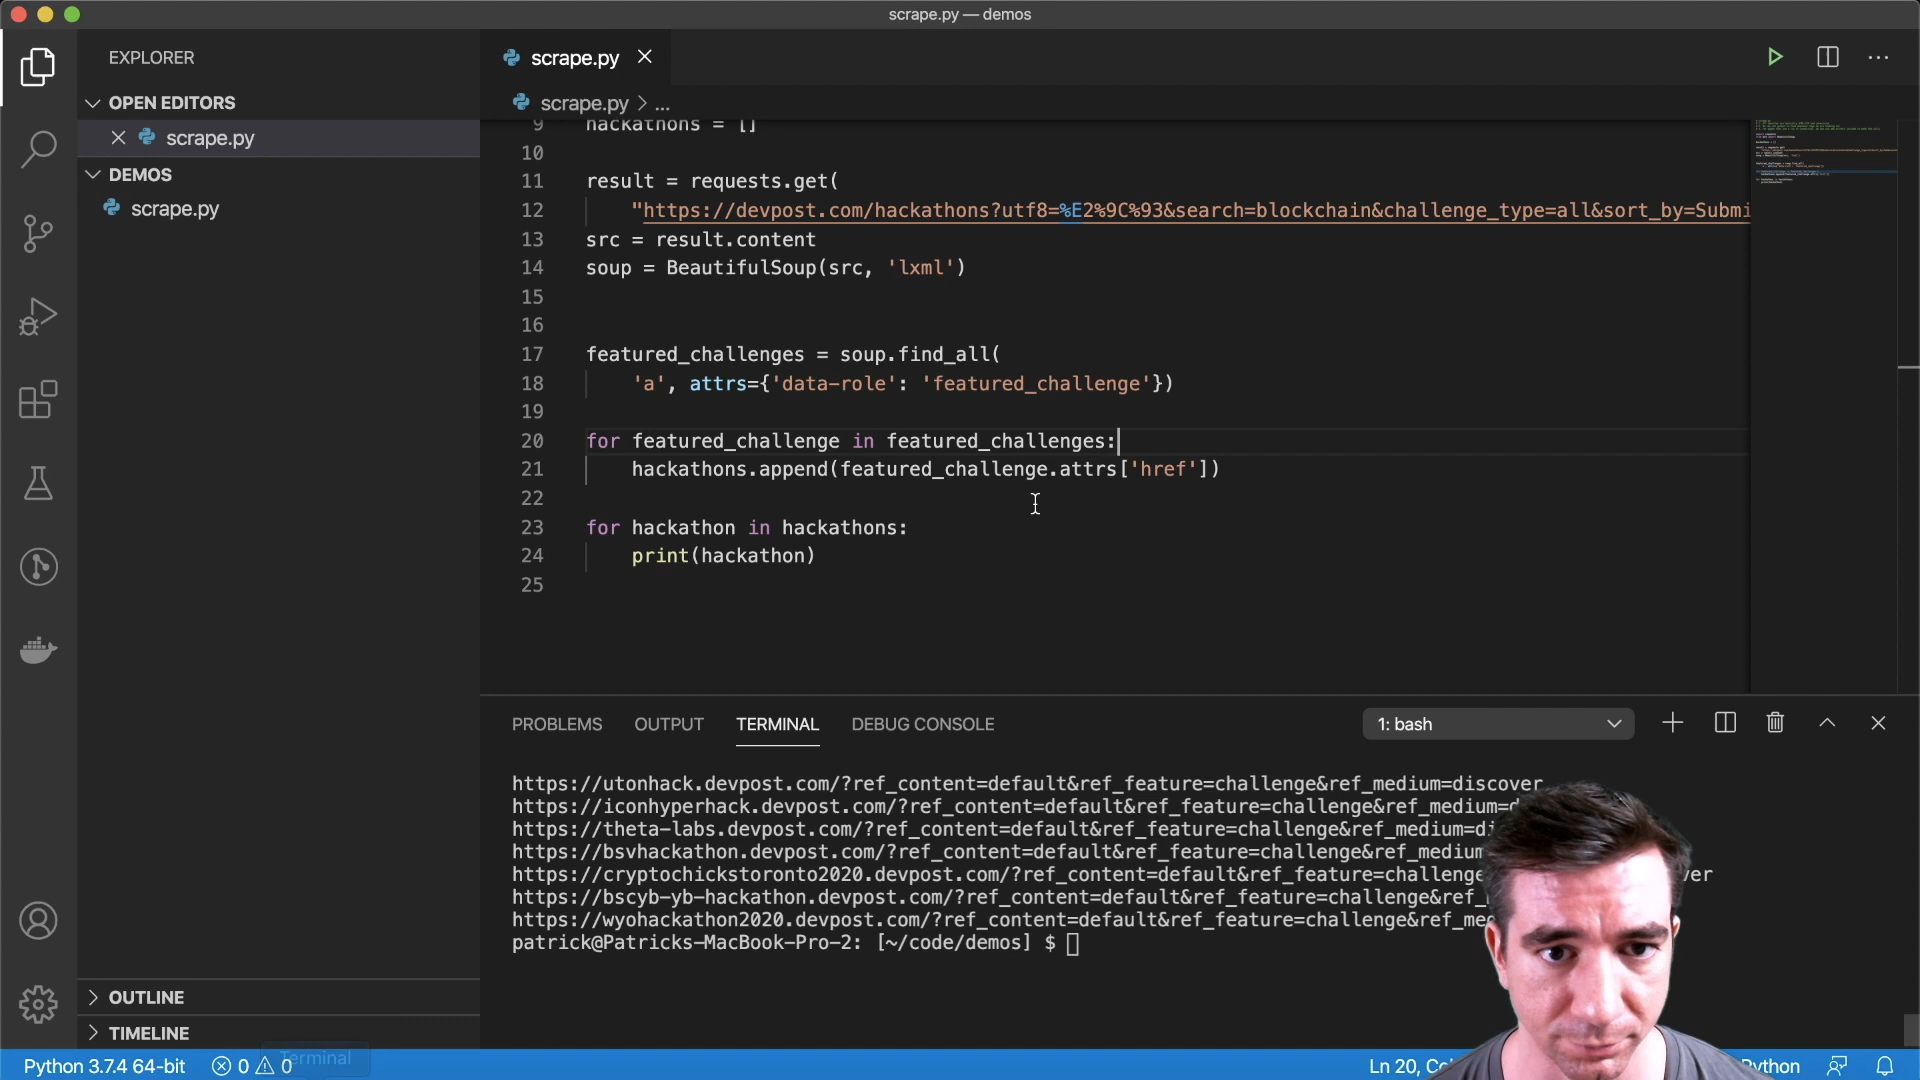 scrape.py — demos
EXPLORER
OPEN EDITORS
scrape.py
DEMOS
scrape.py
OUTLINE
TIMELINE
scrape.py
scrape.py > ...
9 hackathons = []
10
11 result = requests.get(
12 "https://devpost.com/hackathons?utf8=%E2%9C%93&search=blockchain&challenge_type=all&sort_by=Submi
13 src = result.content
14 soup = BeautifulSoup(src, 'lxml')
15
16
17 featured_challenges = soup.find_all(
18 'a', attrs={'data-role': 'featured_challenge'})
19
20 for featured_challenge in featured_challenges:
21 hackathons.append(featured_challenge.attrs['href'])
22
23 for hackathon in hackathons:
24 print(hackathon)
25
PROBLEMS OUTPUT TERMINAL DEBUG CONSOLE 1: bash
https://utonhack.devpost.com/?ref_content=default&ref_feature=challenge&ref_medium=discover
https://iconhyperhack.devpost.com/?ref_content=default&ref_feature=challenge&ref_medium=d
https://theta-labs.devpost.com/?ref_content=default&ref_feature=challenge&ref_medium=di
https://bsvhackathon.devpost.com/?ref_content=default&ref_feature=challenge&ref_medium
https://cryptochickstoronto2020.devpost.com/?ref_content=default&ref_feature=challenge ver
https://bscyb-yb-hackathon.devpost.com/?ref_content=default&ref_feature=challenge&ref_
https://wyohackathon2020.devpost.com/?ref_content=default&ref_feature=challenge&ref_me
patrick@Patricks-MacBook-Pro-2: [~/code/demos] $
Terminal
Python 3.7.4 64-bit 0 0 Ln 20, Co Python